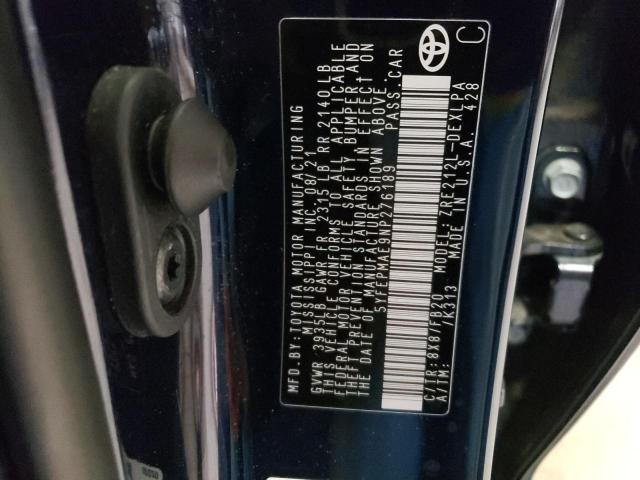 MFD.BY:TOYOTA MOTOR MANUFACTURING
MISSISSIPPI,INC. 08/21
GVWR 3935LB GAWR FR 2315 LB RR 2140 LB
THIS VEHICLE CONFORMS TO ALL APPLICABLE
FEDERAL MOTOR VEHICLE SAFETY, BUMPER AND
THEFT PREVENTION STANDARDS IN EFFECT ON
THE DATE OF MANUFACTURE SHOWN ABOVE.
5YFEPMAE9NP276189 PASS.CAR
C/TR: 8X8/FB20 MODEL: ZRE212L-DEXLPA
A/TM: /K313 MADE IN U.S.A. 428
C